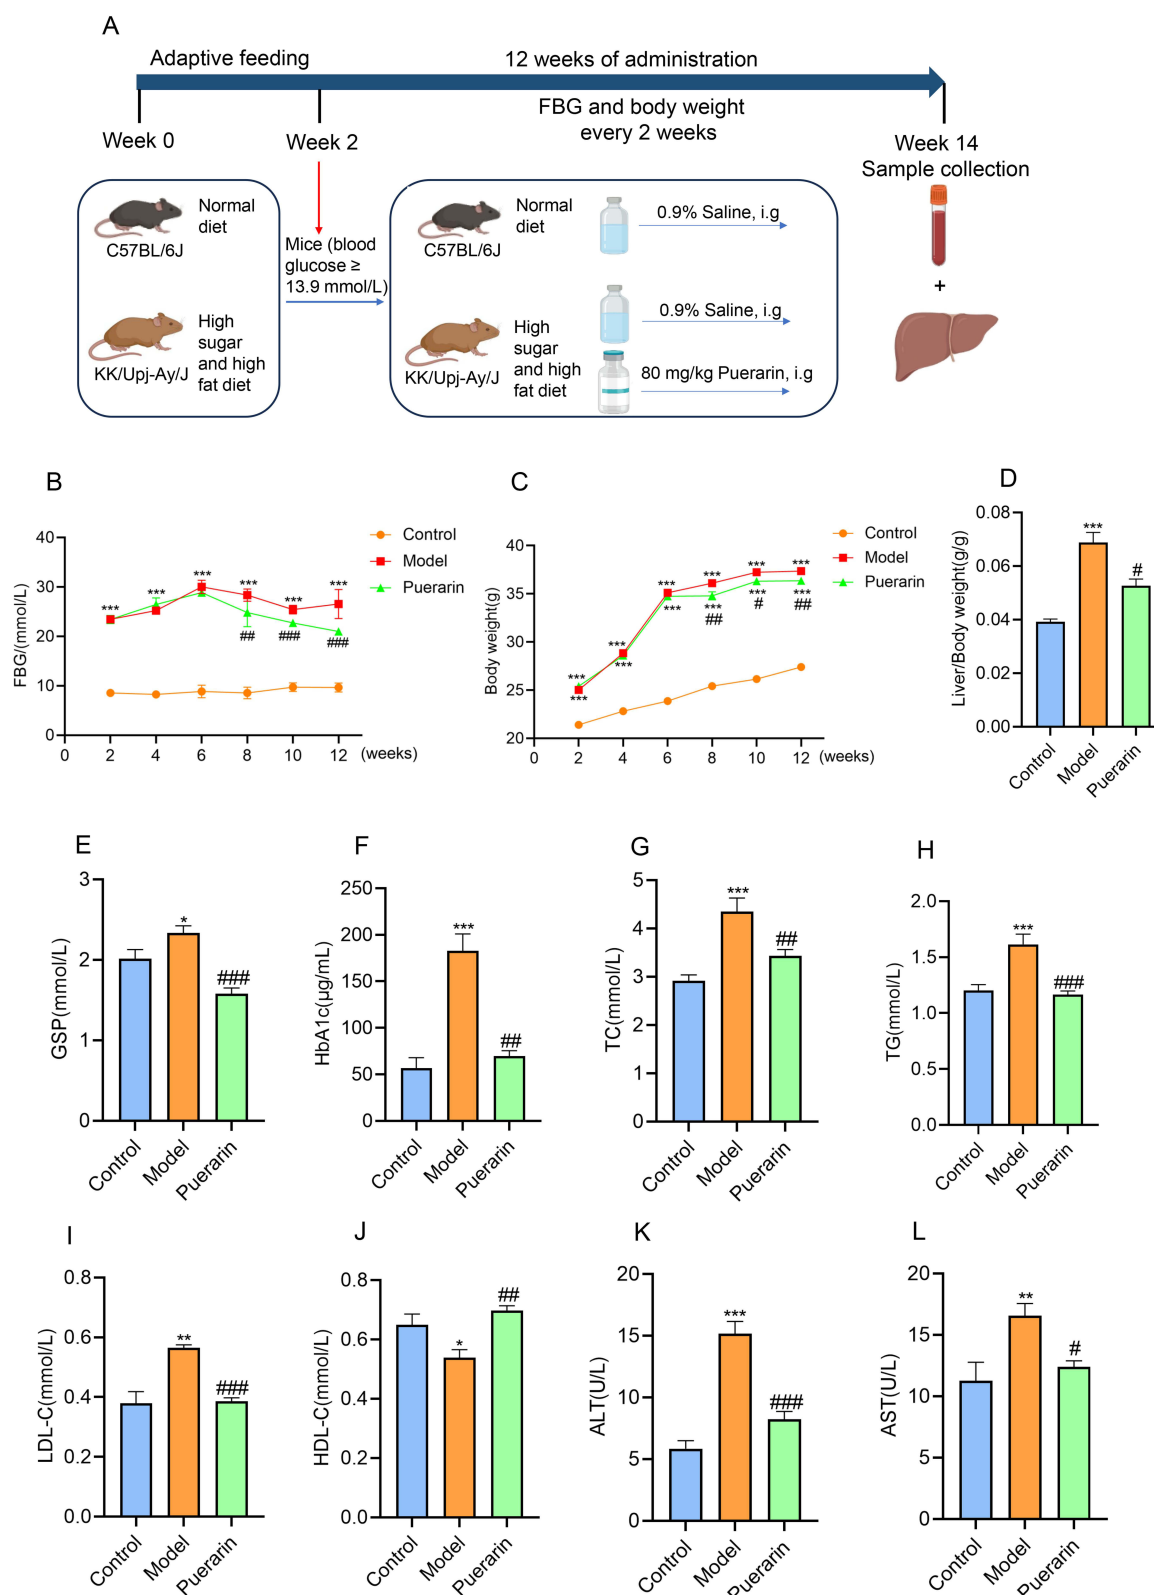 A
Adaptive feeding
12 weeks of administration
FBG and body weight
every 2 weeks
Week 0
Week 2
Week 14
Sample collection
Normal
diet
C57BL/6J
High
sugar
and high
fat diet
KK/Upj-Ay/J
Mice (blood
glucose ≥
13.9 mmol/L)
Normal
diet
C57BL/6J
0.9% Saline, i.g
High
sugar
and high
fat diet
KK/Upj-Ay/J
0.9% Saline, i.g
80 mg/kg Puerarin, i.g
+
B
FBG/(mmol/L)
40
30
20
10
0
0 2 4 6 8 10 12 (weeks)
*** *** *** *** *** ***
## ### ###
Control
Model
Puerarin
C
Body weight(g)
40
35
30
25
20
0 2 4 6 8 10 12 (weeks)
*** *** *** *** *** ***
*** *** *** *** *** ***
## # ##
Control
Model
Puerarin
D
Liver/Body weight(g/g)
0.08
0.06
0.04
0.02
0.00
***
#
Control Model Puerarin
E
GSP(mmol/L)
3
2
1
0
*
###
Control Model Puerarin
F
HbA1c(μg/mL)
250
200
150
100
50
0
***
##
Control Model Puerarin
G
TC(mmol/L)
5
4
3
2
1
0
***
##
Control Model Puerarin
H
TG(mmol/L)
2.0
1.5
1.0
0.5
0.0
***
###
Control Model Puerarin
I
LDL-C(mmol/L)
0.8
0.6
0.4
0.2
0.0
**
###
Control Model Puerarin
J
HDL-C(mmol/L)
0.8
0.6
0.4
0.2
0.0
*
##
Control Model Puerarin
K
ALT(U/L)
20
15
10
5
0
***
###
Control Model Puerarin
L
AST(U/L)
20
15
10
5
0
**
#
Control Model Puerarin